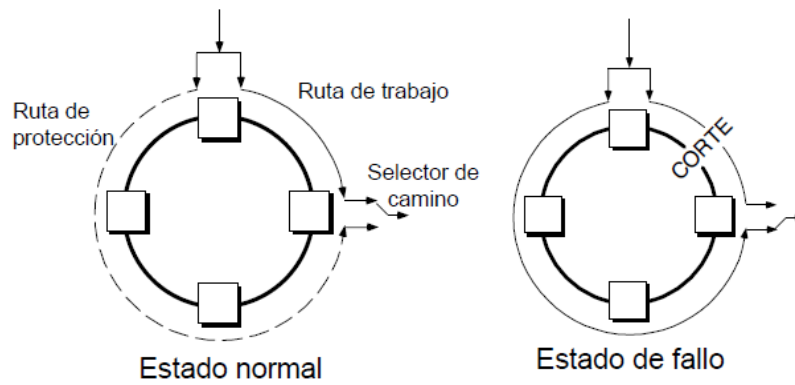 Ruta de
protección
Ruta de trabajo
Selector de
camino
Estado normal
CORTE
Estado de fallo